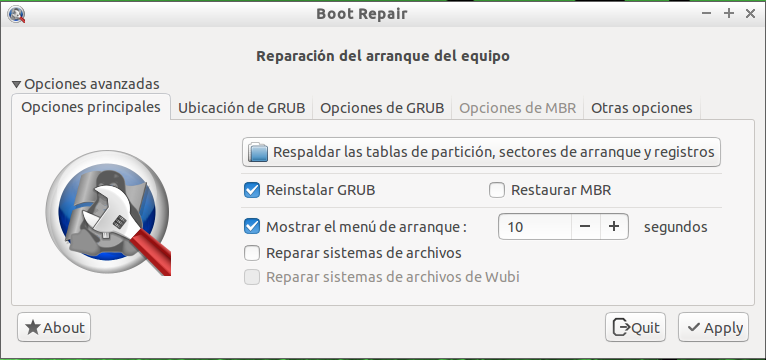 Boot Repair
Reparación del arranque del equipo
Opciones avanzadas
Opciones principales Ubicación de GRUB Opciones de GRUB Opciones de MBR Otras opciones
Respaldar las tablas de partición, sectores de arranque y registros
Reinstalar GRUB Restaurar MBR
Mostrar el menú de arranque : 10 segundos
Reparar sistemas de archivos
Reparar sistemas de archivos de Wubi
About Quit Apply